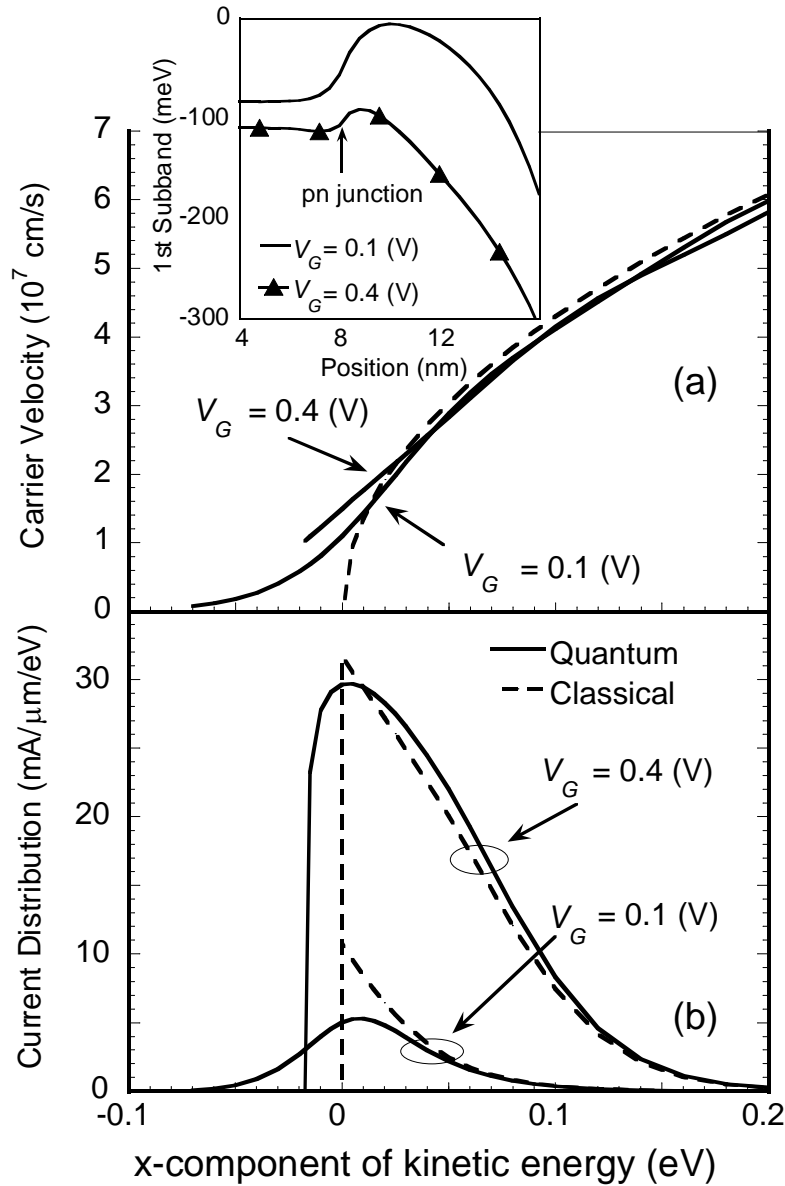 0
-100
-200
-300
1st Subband (meV)
pn junction
V_G = 0.1 (V)
V_G = 0.4 (V)
4
8
12
Position (nm)
7
6
5
4
3
2
1
0
Carrier Velocity (10^7 cm/s)
(a)
V_G = 0.4 (V)
V_G = 0.1 (V)
Quantum
Classical
30
20
10
0
Current Distribution (mA/μm/eV)
V_G = 0.4 (V)
V_G = 0.1 (V)
(b)
-0.1
0
0.1
0.2
x-component of kinetic energy (eV)